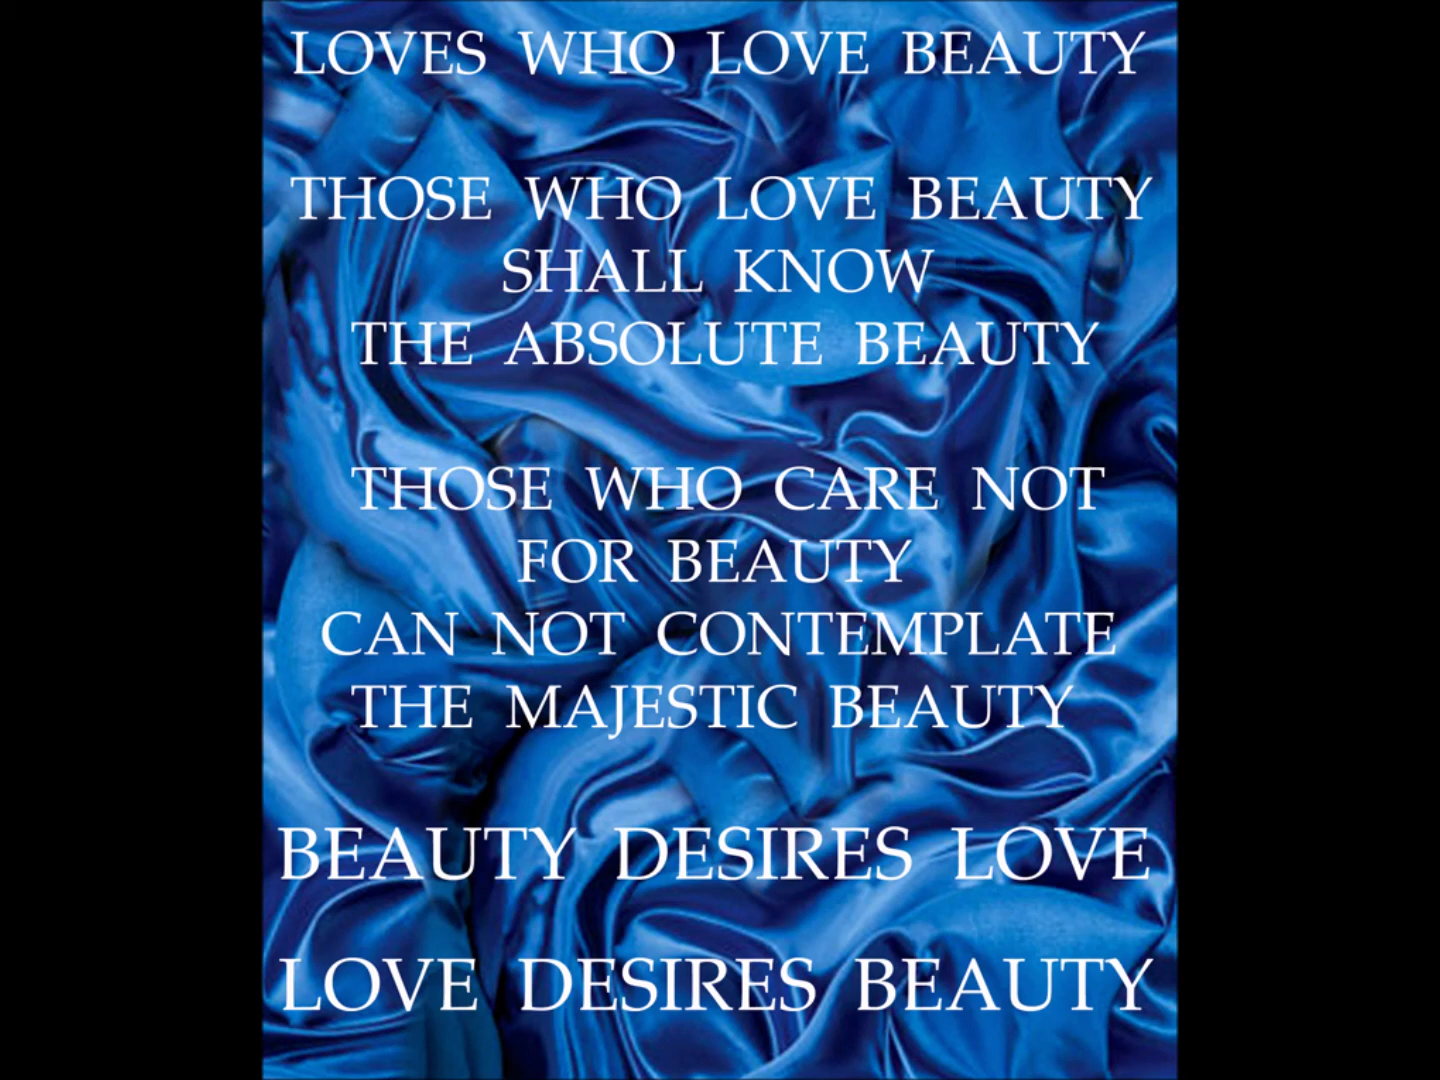 LOVES WHO LOVE BEAUTY
THOSE WHO LOVE BEAUTY
SHALL KNOW
THE ABSOLUTE BEAUTY
THOSE WHO CARE NOT
FOR BEAUTY
CAN NOT CONTEMPLATE
THE MAJESTIC BEAUTY
BEAUTY DESIRES LOVE
LOVE DESIRES BEAUTY